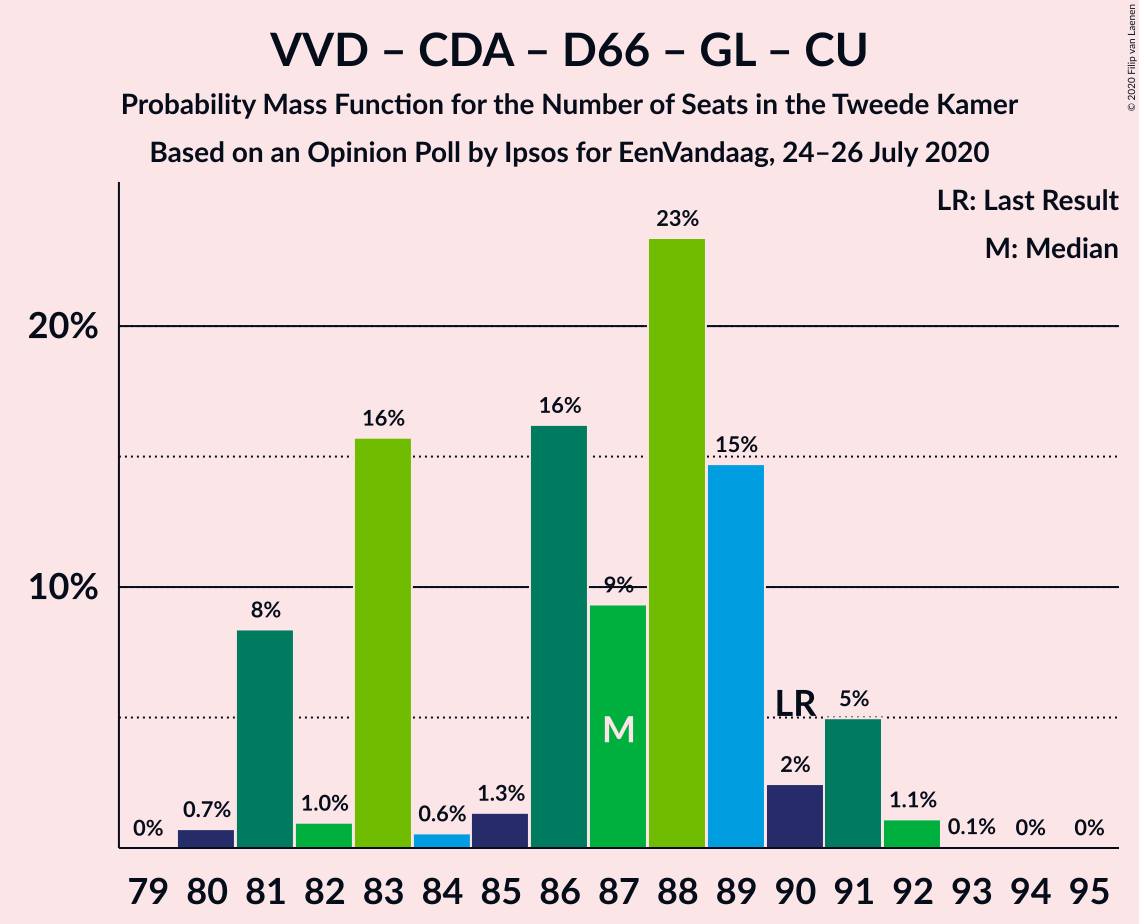 VVD – CDA – D66 – GL – CU
Probability Mass Function for the Number of Seats in the Tweede Kamer
Based on an Opinion Poll by Ipsos for EenVandaag, 24–26 July 2020
© 2020 Filip van Laenen
LR: Last Result
M: Median
20%
10%
0%
0.7%
8%
1.0%
16%
0.6%
1.3%
16%
9%
23%
15%
2%
5%
1.1%
0.1%
0%
0%
M
LR
79 80 81 82 83 84 85 86 87 88 89 90 91 92 93 94 95